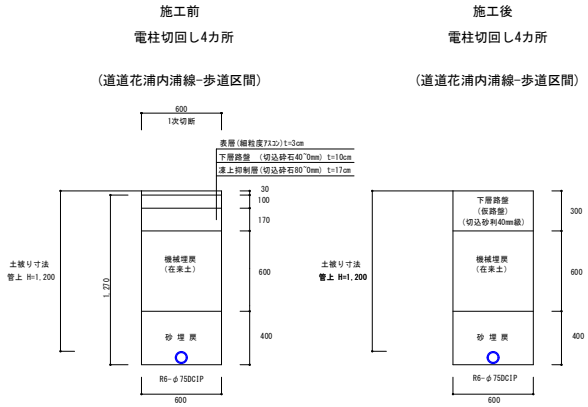 施工前
電柱切回し4カ所
(道道花浦内浦線-歩道区間)
600
1次切断
表層(細粒度アスコン)t=3cm
下層路盤 (切込砕石40~0mm) t=10cm
凍上抑制層(切込砕石80~0mm) t=17cm
30
100
170
土被り寸法
管上 H=1,200
1,270
機械埋戻
(在来土)
600
砂 埋 戻
400
R6-φ75DCIP
600
施工後
電柱切回し4カ所
(道道花浦内浦線-歩道区間)
下層路盤
(仮路盤)
(切込砂利40mm級)
300
土被り寸法
管上 H=1,200
機械埋戻
(在来土)
600
砂 埋 戻
400
R6-φ75DCIP
600